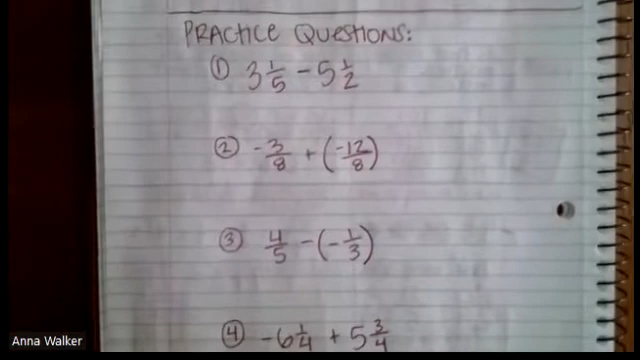 PRACTICE QUESTIONS:
① 3 1/5 - 5 1/2
② -3/8 + (-12/8)
③ 4/5 - (-1/3)
④ -6 1/4 + 5 3/4
Anna Walker